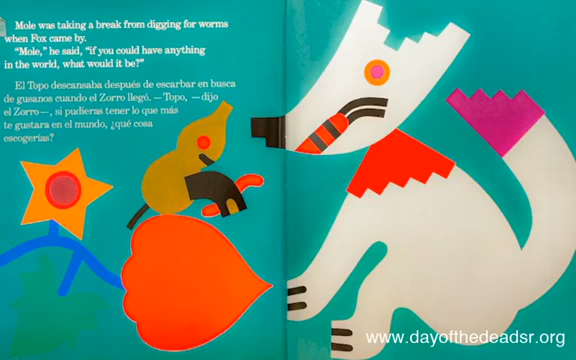 Mole was taking a break from digging for worms
when Fox came by.
"Mole," he said, "if you could have anything
in the world, what would it be?"
El Topo descansaba después de escarbar en busca
de gusanos cuando el Zorro llegó. —Topo, —dijo
el Zorro—, si pudieras tener lo que más
te gustara en el mundo, ¿qué cosa
escogerías?
www.dayofthedeadsr.org